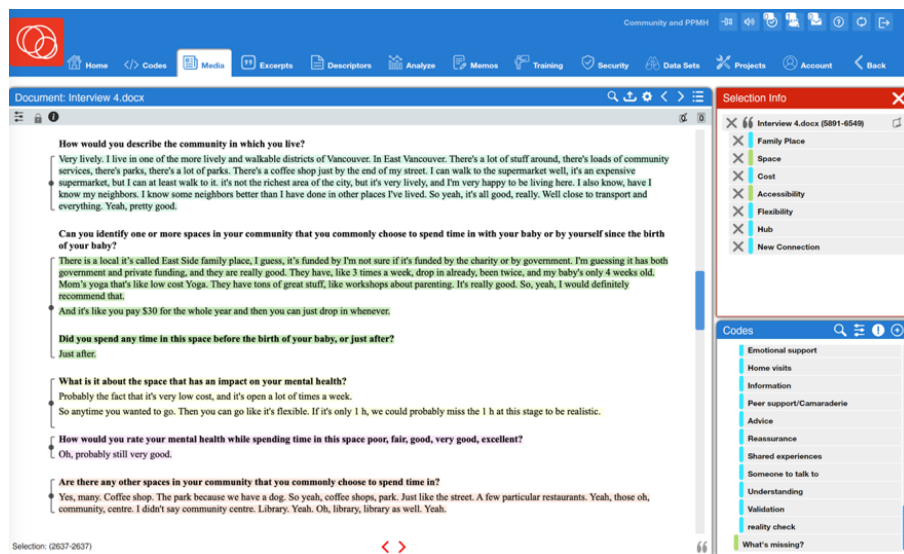 Community and PPMH
Home
Codes
Media
Excerpts
Descriptors
Analyze
Memos
Training
Security
Data Sets
Projects
Account
Back
Document: Interview 4.docx
How would you describe the community in which you live?
Very lively. I live in one of the more lively and walkable districts of Vancouver. In East Vancouver. There's a lot of stuff around, there's loads of community
services, there's parks, there's a lot of parks. There's a coffee shop just by the end of my street. I can walk to the supermarket well, it's an expensive
supermarket, but I can at least walk to it. it's not the richest area of the city, but it's very lively, and I'm very happy to be living here. I also know, have I
know my neighbors. I know some neighbors better than I have done in other places I've lived. So yeah, it's all good, really. Well close to transport and
everything. Yeah, pretty good.
Can you identify one or more spaces in your community that you commonly choose to spend time in with your baby or by yourself since the birth
of your baby?
There is a local it's called East Side family place, I guess, it's funded by I'm not sure if it's funded by the charity or by government. I'm guessing it has both
government and private funding, and they are really good. They have, like 3 times a week, drop in already, been twice, and my baby's only 4 weeks old.
Mom's yoga that's like low cost Yoga. They have tons of great stuff, like workshops about parenting. It's really good. So, yeah, I would definitely
recommend that.
And it's like you pay $30 for the whole year and then you can just drop in whenever.
Did you spend any time in this space before the birth of your baby, or just after?
Just after.
What is it about the space that has an impact on your mental health?
Probably the fact that it's very low cost, and it's open a lot of times a week.
So anytime you wanted to go. Then you can go like it's flexible. If it's only 1 h, we could probably miss the 1 h at this stage to be realistic.
How would you rate your mental health while spending time in this space poor, fair, good, very good, excellent?
Oh, probably still very good.
Are there any other spaces in your community that you commonly choose to spend time in?
Yes, many. Coffee shop. The park because we have a dog. So yeah, coffee shops, park. Just like the street. A few particular restaurants. Yeah, those oh,
community, centre. I didn't say community centre. Library. Yeah. Oh, library, library as well. Yeah.
Selection: (2637-2637)
Selection Info
Interview 4.docx (5891-6549)
Family Place
Space
Cost
Accessibility
Flexibility
Hub
New Connection
Codes
Emotional support
Home visits
Information
Peer support/Camaraderie
Advice
Reassurance
Shared experiences
Someone to talk to
Understanding
Validation
reality check
What's missing?